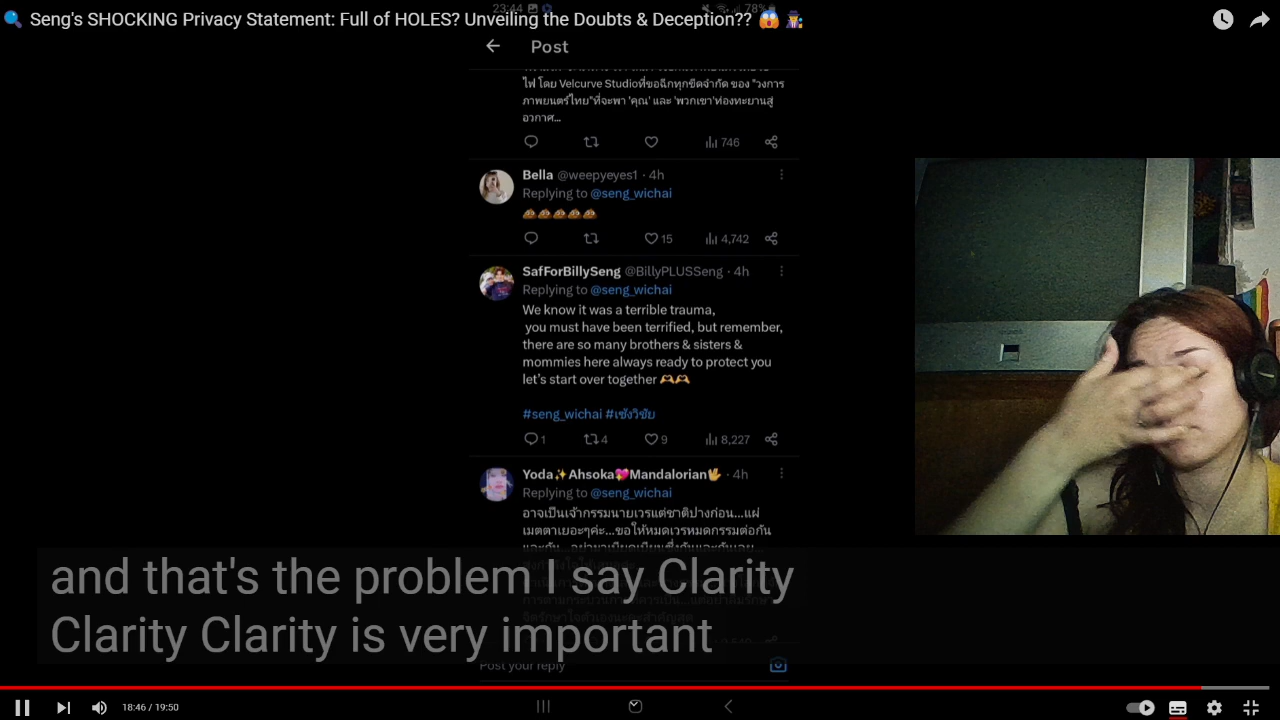 🔍 Seng's SHOCKING Privacy Statement: Full of HOLES? Unveiling the Doubts & Deception?? 😱 🕵️
23:44
78%
Post
ไฟ โดย Velcurve Studioที่ขอฉีกทุกขีดจำกัด ของ "วงการ
ภาพยนตร์ไทย"ที่จะพา 'คุณ' และ 'พวกเขา'ท่องทะยานสู่
อวกาศ...
746
Bella @weepyeyes1 · 4h
Replying to @seng_wichai
💩💩💩💩💩
15 4,742
SafForBillySeng @BillyPLUSSeng · 4h
Replying to @seng_wichai
We know it was a terrible trauma,
you must have been terrified, but remember,
there are so many brothers & sisters &
mommies here always ready to protect you
let's start over together 🫶🫶
#seng_wichai #เซ้งวิชัย
1 4 9 8,227
Yoda✨Ahsoka💖Mandalorian🖖 · 4h
Replying to @seng_wichai
อาจเป็นเจ้ากรรมนายเวรแต่ชาติปางก่อน...แผ่
เมตตาเยอะๆค่ะ...ขอให้หมดเวรหมดกรรมต่อกัน
and that's the problem I say Clarity
Clarity Clarity is very important
Post your reply
18:46 / 19:50